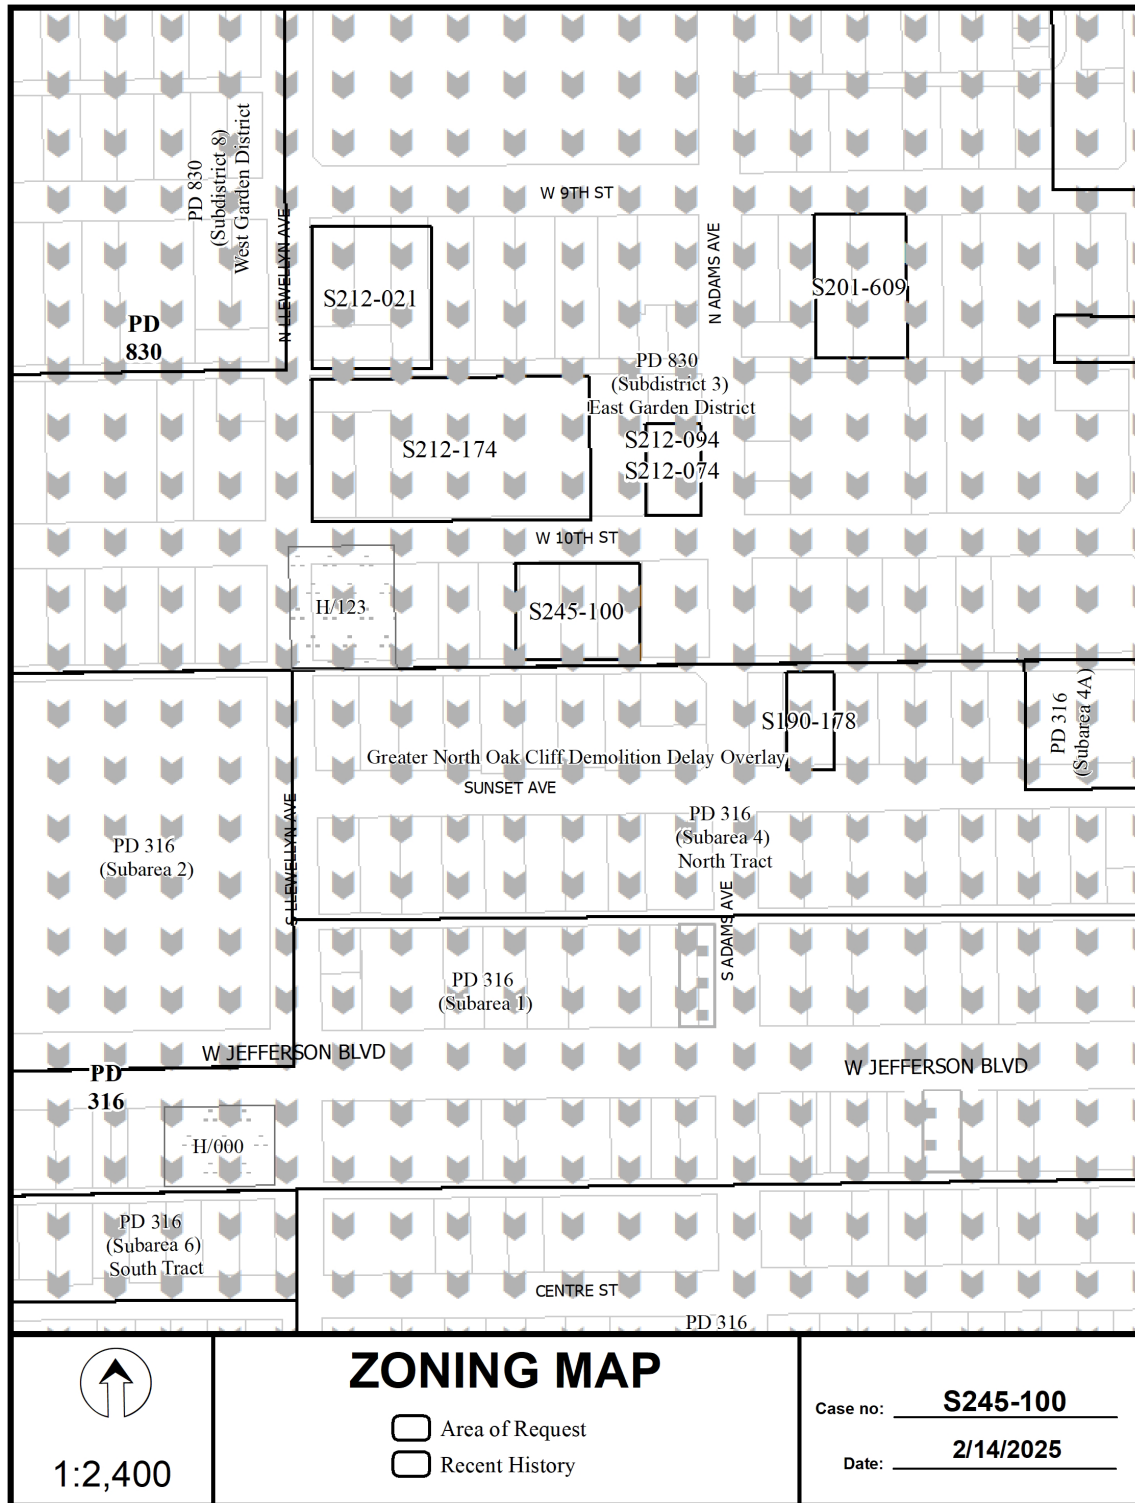 W 9TH ST
PD 830
(Subdistrict 8)
West Garden District
N LLEWELLYN AVE
N ADAMS AVE
S212-021
S201-609
PD
830
PD 830
(Subdistrict 3)
East Garden District
S212-174
S212-094
S212-074
W 10TH ST
H/123
S245-100
S190-178
PD 316
(Subarea 4A)
Greater North Oak Cliff Demolition Delay Overlay
SUNSET AVE
PD 316
(Subarea 2)
S LLEWELLYN AVE
PD 316
(Subarea 4)
North Tract
S ADAMS AVE
PD 316
(Subarea 1)
W JEFFERSON BLVD
W JEFFERSON BLVD
PD
316
H/000
PD 316
(Subarea 6)
South Tract
CENTRE ST
PD 316
1:2,400
ZONING MAP
Area of Request
Recent History
Case no: S245-100
Date: 2/14/2025